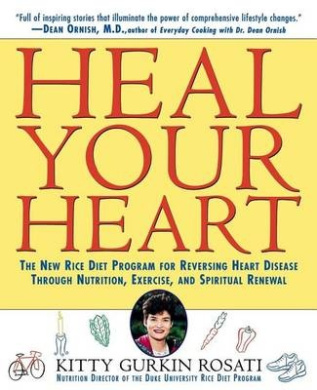 "Full of inspiring stories that illuminate the power of comprehensive lifestyle changes."
—DEAN ORNISH, M.D., author of Everyday Cooking with Dr. Dean Ornish
HEAL
YOUR
HEART
THE NEW RICE DIET PROGRAM FOR REVERSING HEART DISEASE
THROUGH NUTRITION, EXERCISE, AND SPIRITUAL RENEWAL
KITTY GURKIN ROSATI
NUTRITION DIRECTOR OF THE DUKE UNIVERSITY RICE DIET PROGRAM